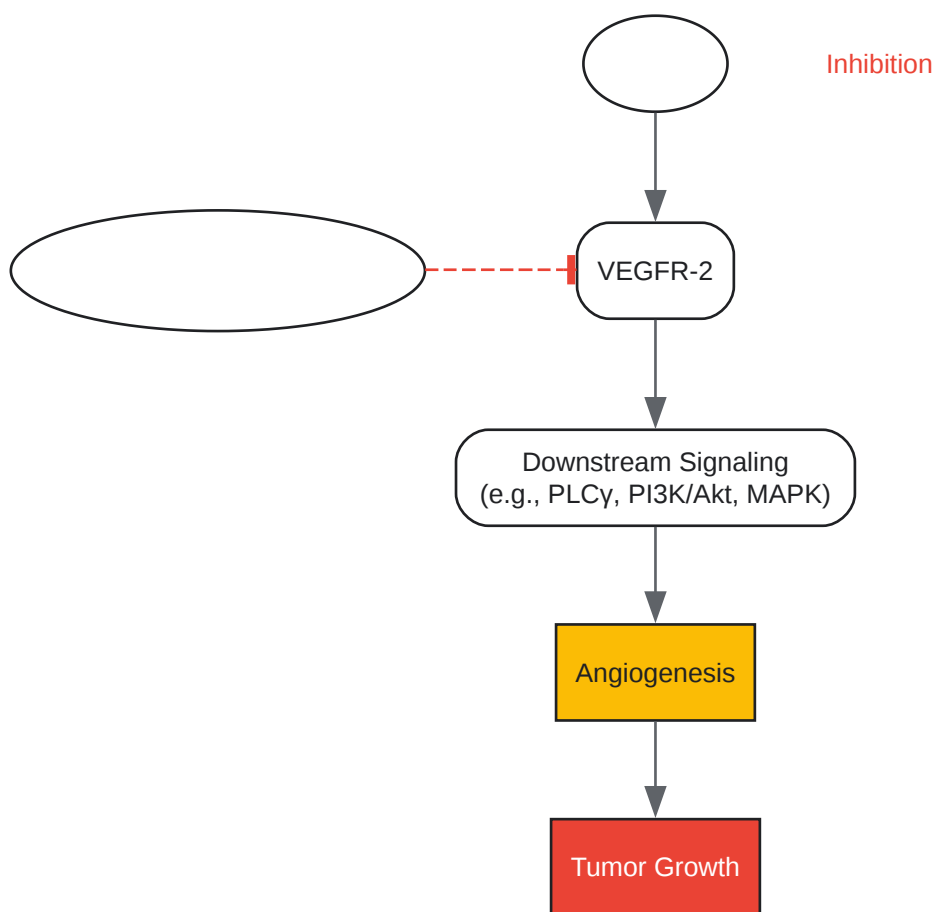 Inhibition
VEGFR-2
Downstream Signaling
(e.g., PLCγ, PI3K/Akt, MAPK)
Angiogenesis
Tumor Growth